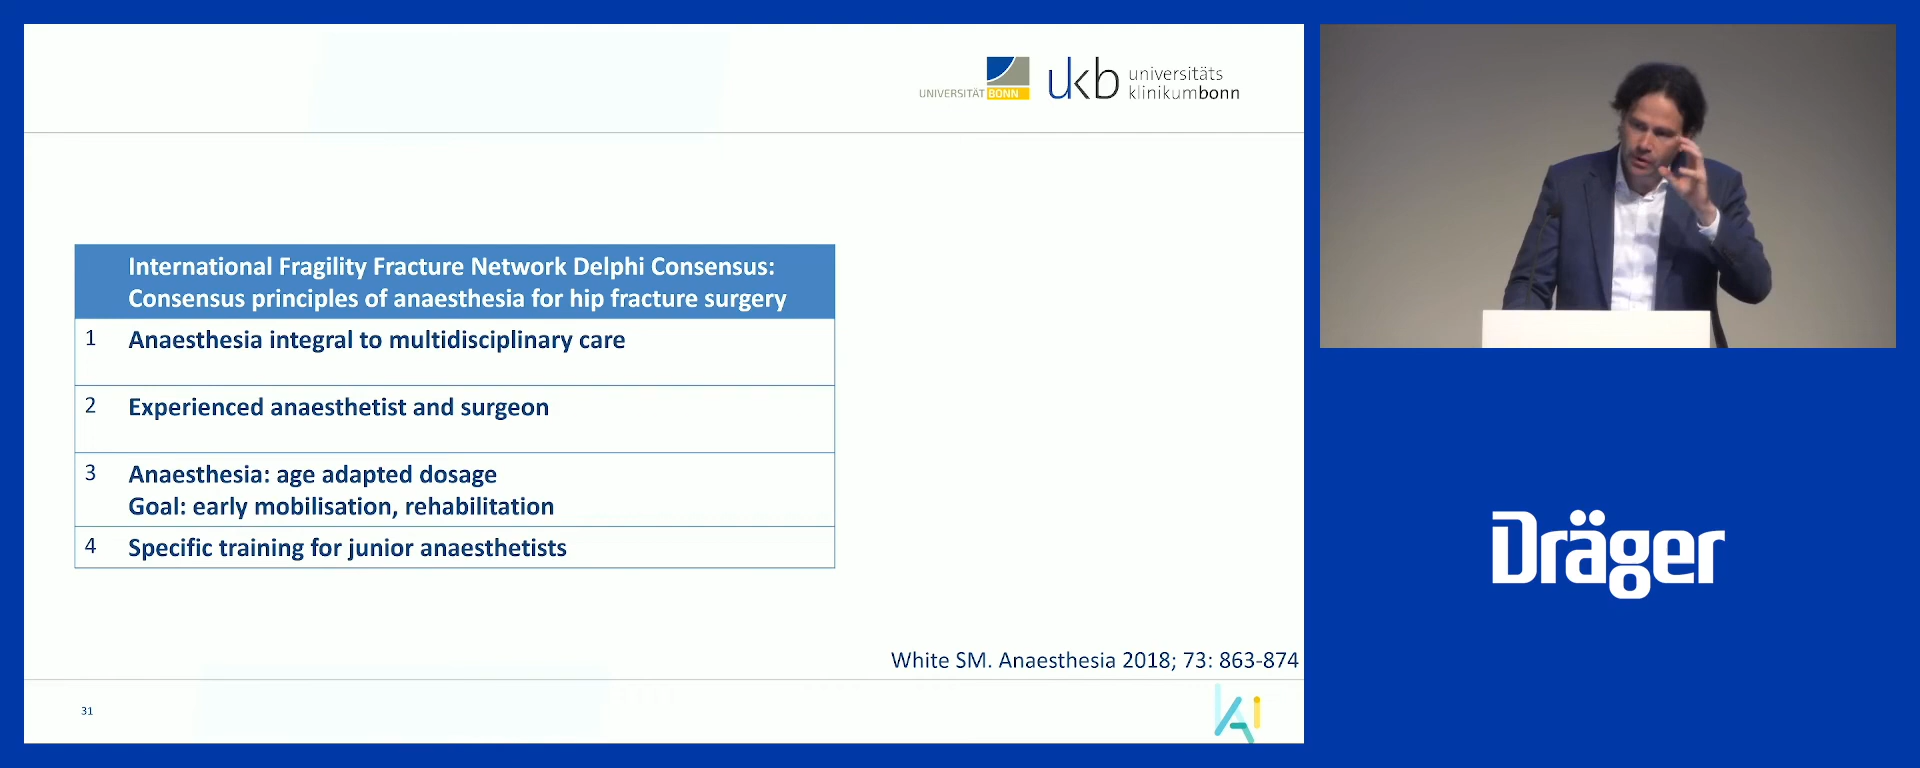 UNIVERSITÄT BONN
ukb universitäts
klinikumbonn
International Fragility Fracture Network Delphi Consensus:
Consensus principles of anaesthesia for hip fracture surgery
1 Anaesthesia integral to multidisciplinary care
2 Experienced anaesthetist and surgeon
3 Anaesthesia: age adapted dosage
Goal: early mobilisation, rehabilitation
4 Specific training for junior anaesthetists
White SM. Anaesthesia 2018; 73: 863-874
31
KAi
Dräger